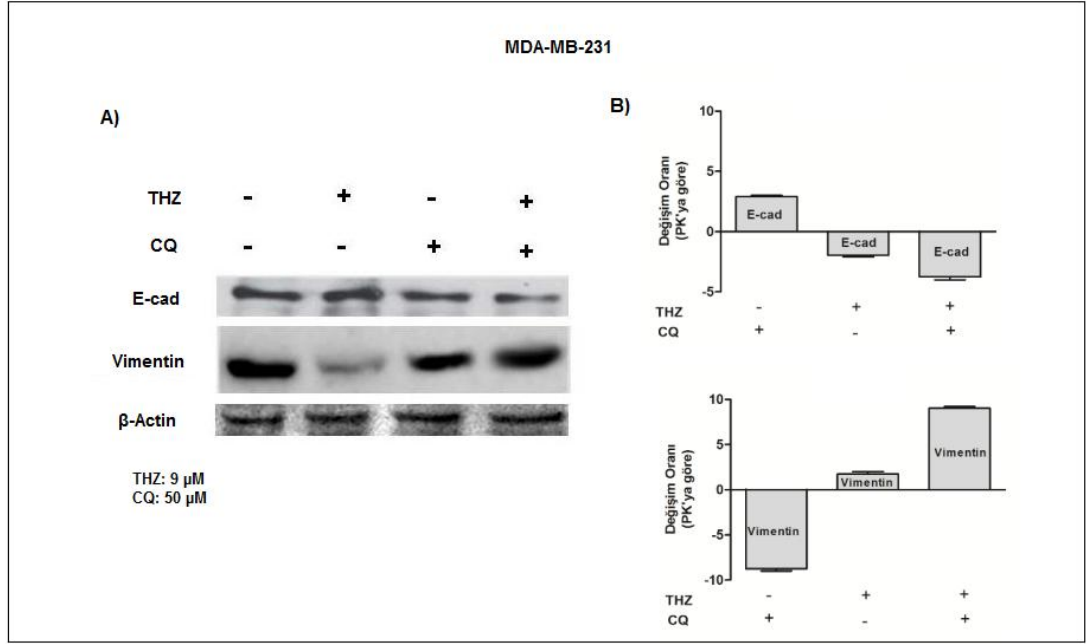 MDA-MB-231
A)
THZ - + - +
CQ - - + +
E-cad
Vimentin
β-Actin
THZ: 9 µM
CQ: 50 µM
B)
Değişim Oranı
(PK'ya göre)
10
5
0
-5
E-cad
E-cad
E-cad
THZ - + +
CQ + - +
Değişim Oranı
(PK'ya göre)
10
5
0
-5
-10
Vimentin
Vimentin
Vimentin
THZ - + +
CQ + - +